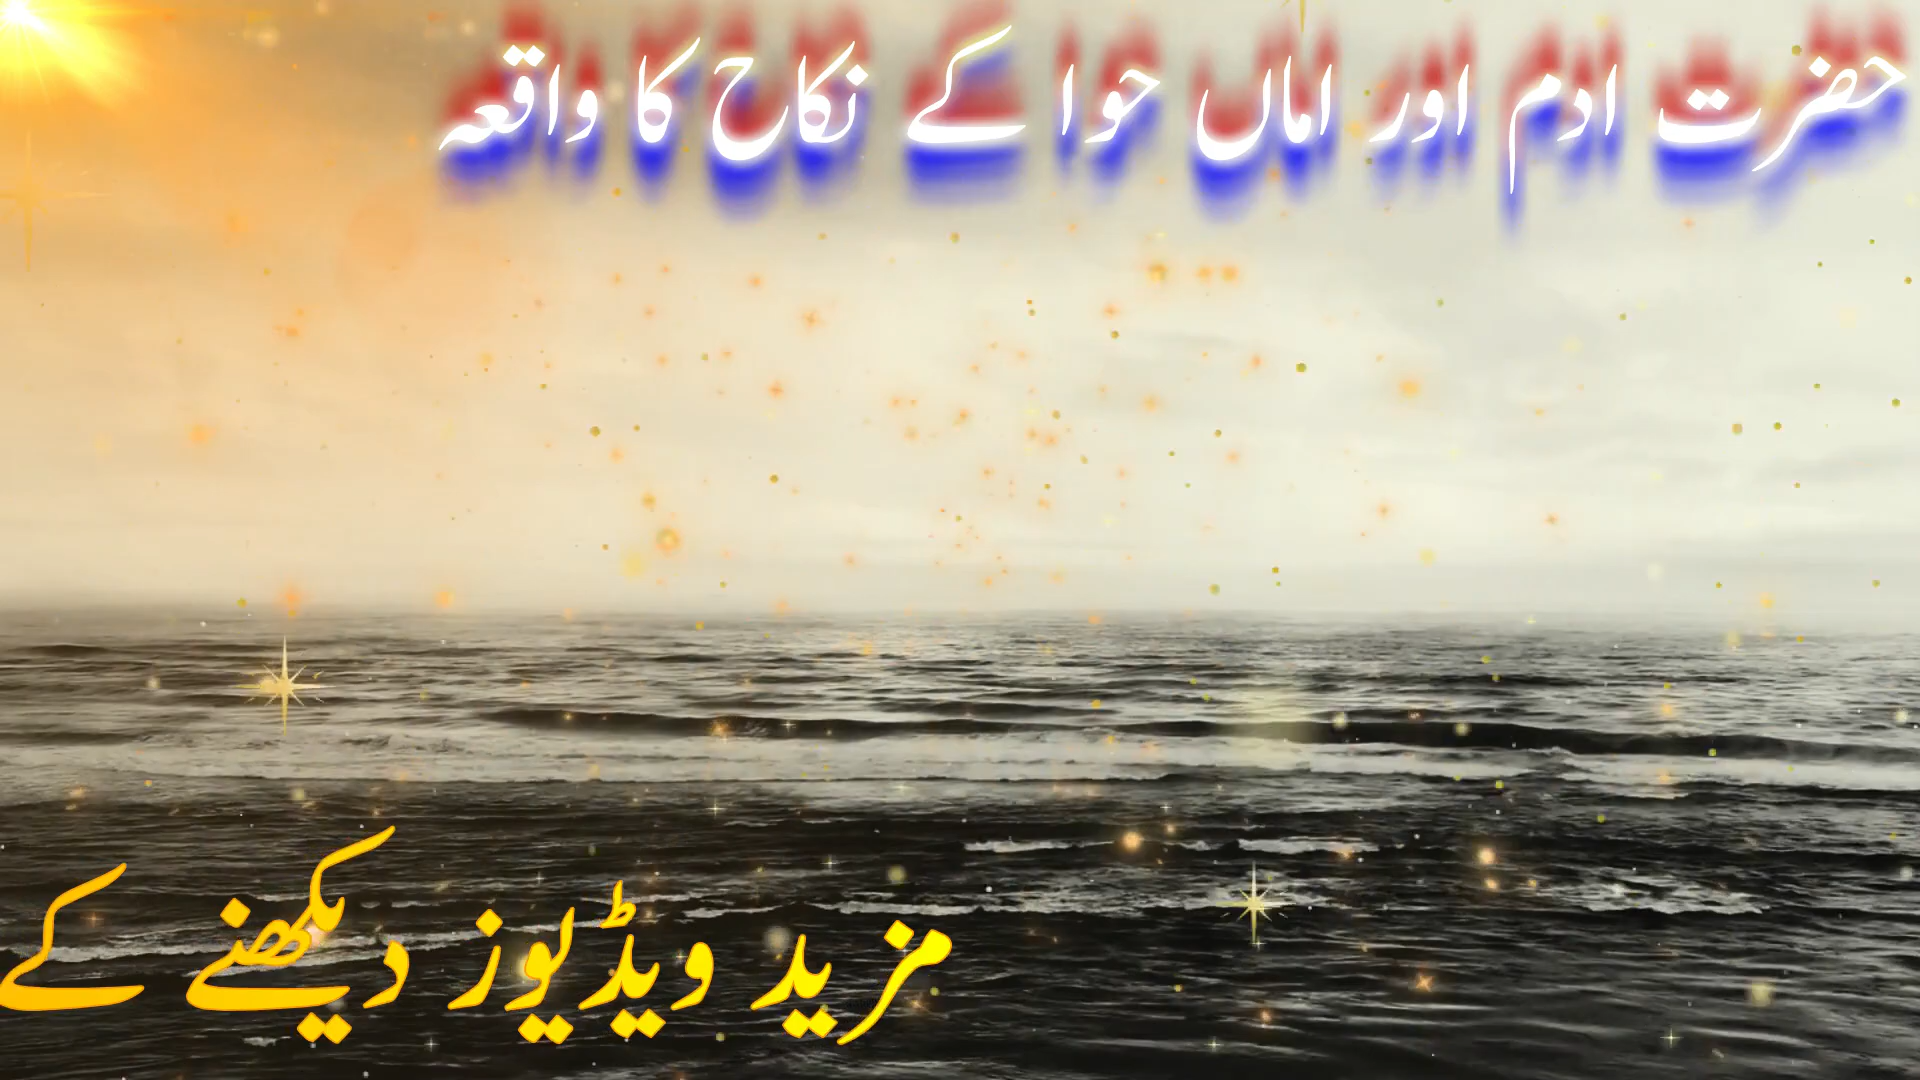 حضرت ادم اور اماں حوا کے نکاح کا واقعہ
مزید ویڈیوز دیکھنے کے